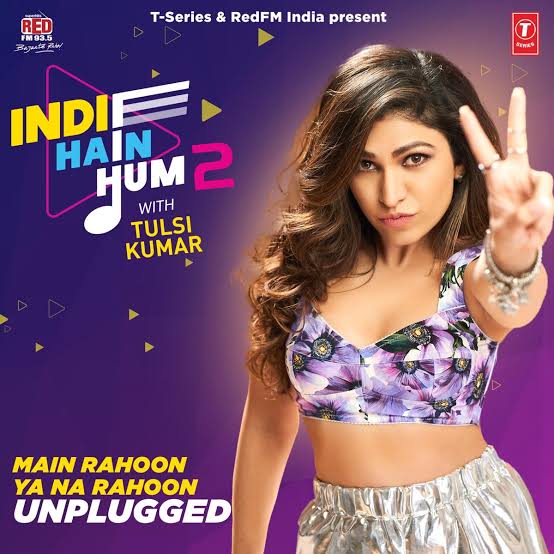 T-Series & RedFM India present
superhits
RED
FM 93.5
Bajaate Raho!
T
SERIES
INDIE
HAIN
HUM 2
WITH
TULSI
KUMAR
MAIN RAHOON
YA NA RAHOON
UNPLUGGED